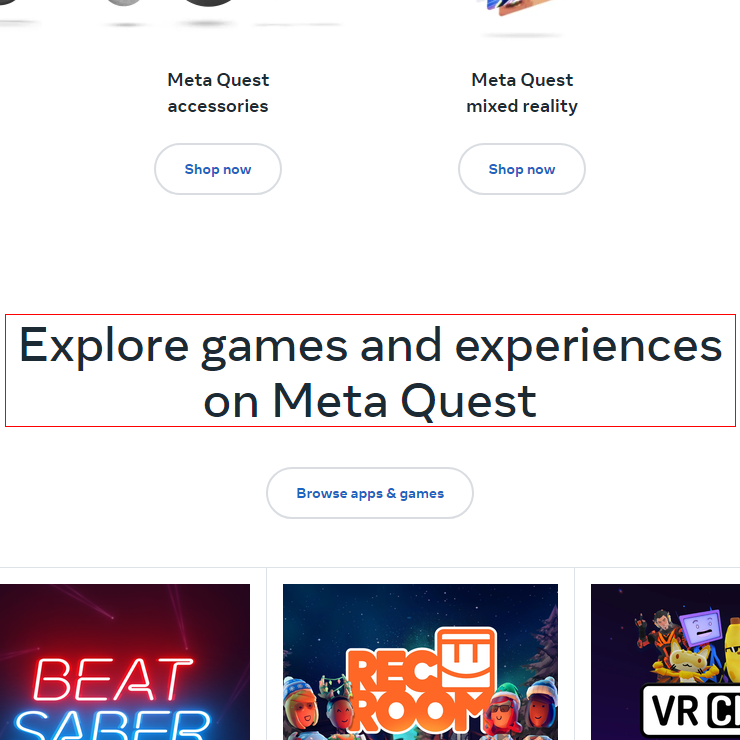 Meta Quest
accessories
Shop now
Meta Quest
mixed reality
Shop now
Explore games and experiences
on Meta Quest
Browse apps & games
BEAT
SABER
REC
ROOM
VR